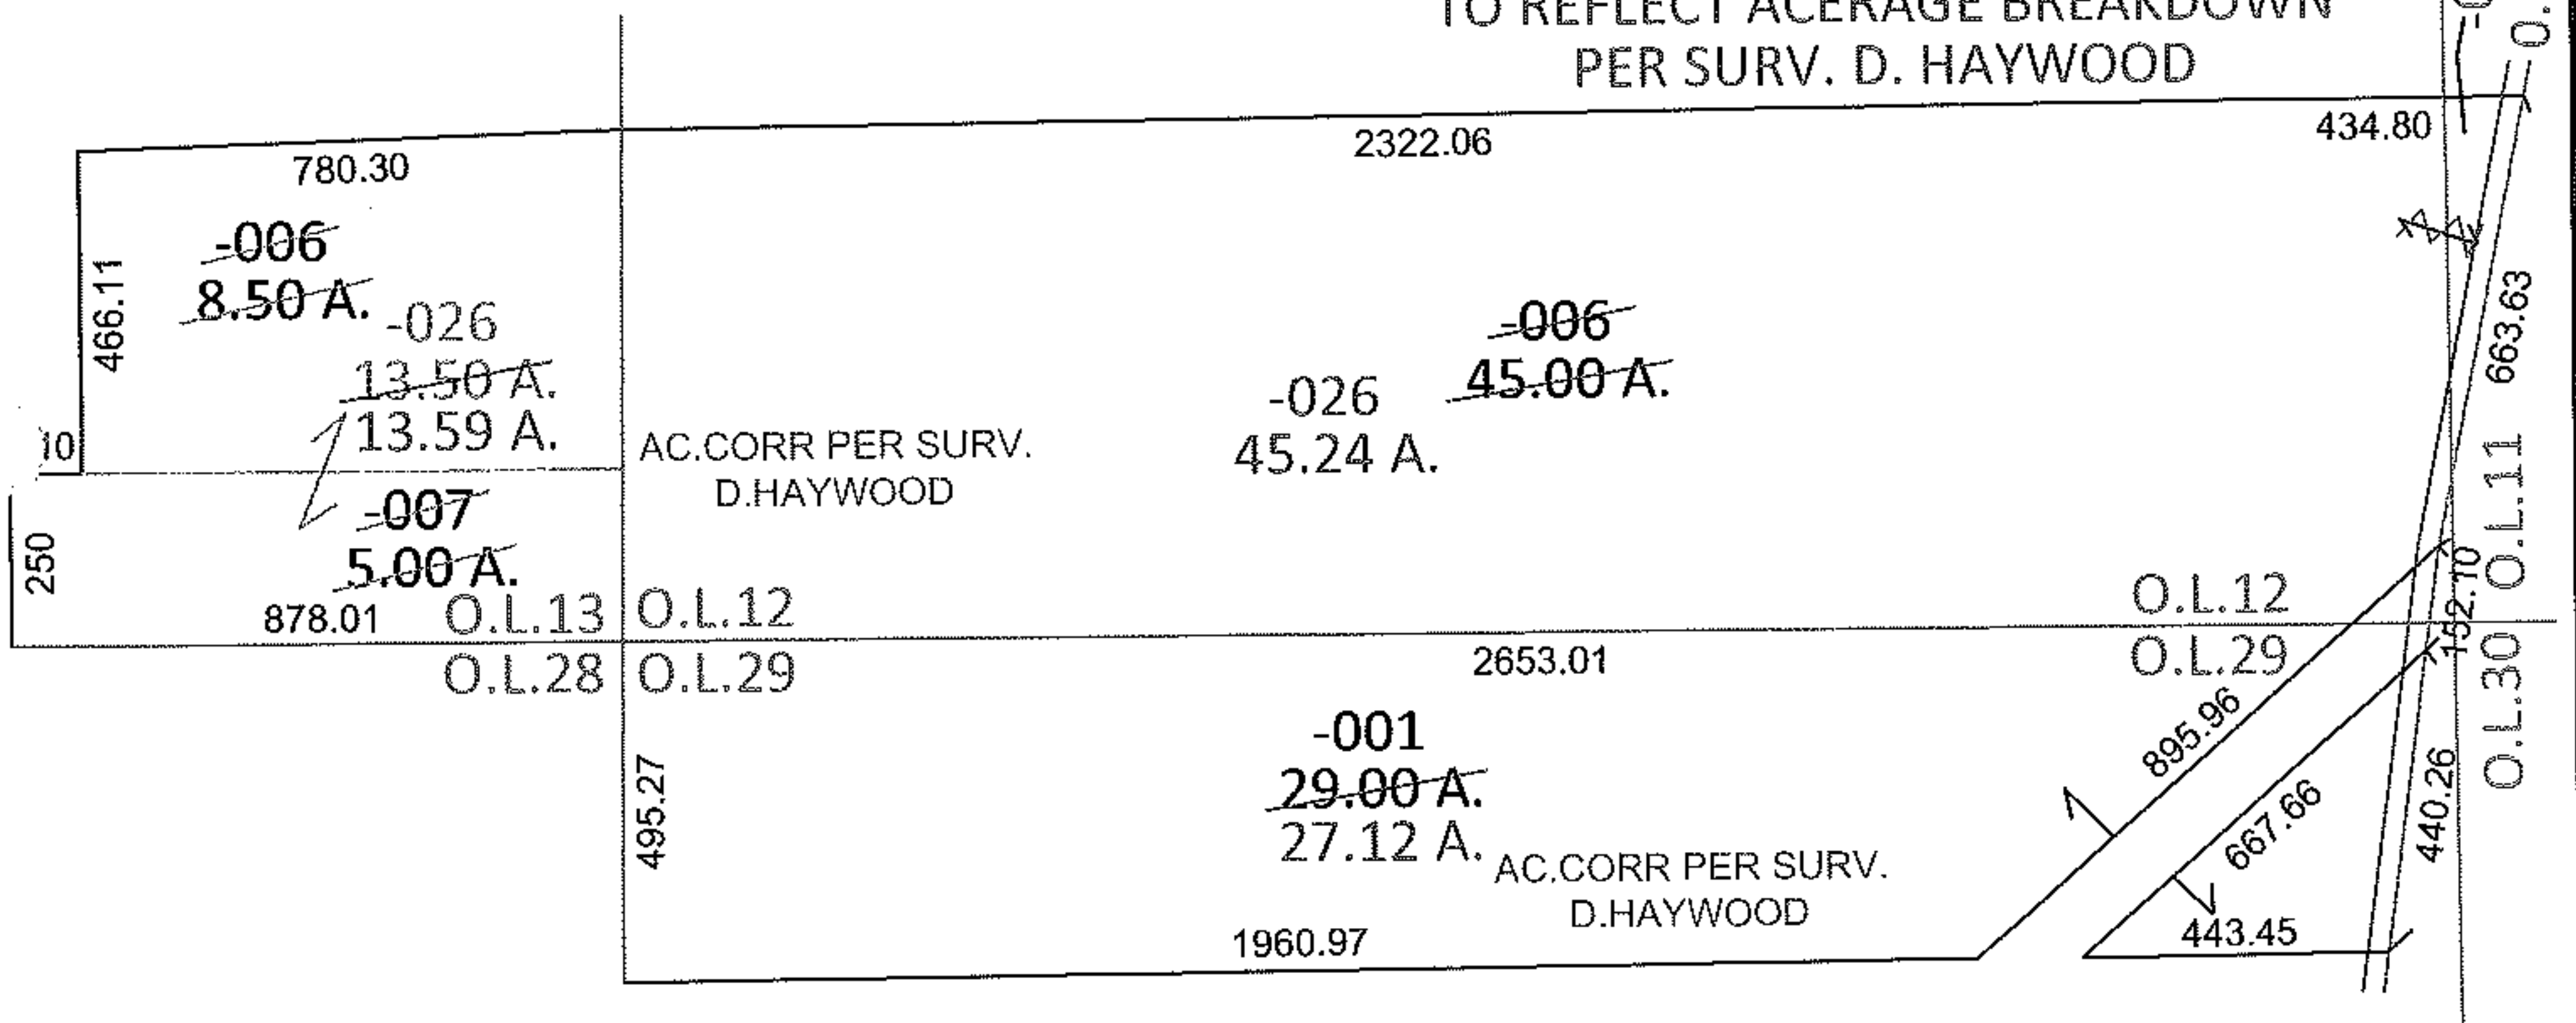 TO REFLECT ACERAGE BREAKDOWN
PER SURV. D. HAYWOOD
780.30
2322.06
434.80
466.11
-006
8.50 A.
-026
13.50 A.
13.59 A.
10
-007
5.00 A.
250
878.01
O.L.13
O.L.12
O.L.28
O.L.29
AC.CORR PER SURV.
D.HAYWOOD
-006
45.00 A.
-026
45.24 A.
663.63
O.L.11
O.L.12
O.L.29
152.10
O.L.30
2653.01
495.27
-001
29.00 A.
27.12 A.
AC.CORR PER SURV.
D.HAYWOOD
1960.97
895.96
667.66
443.45
440.26